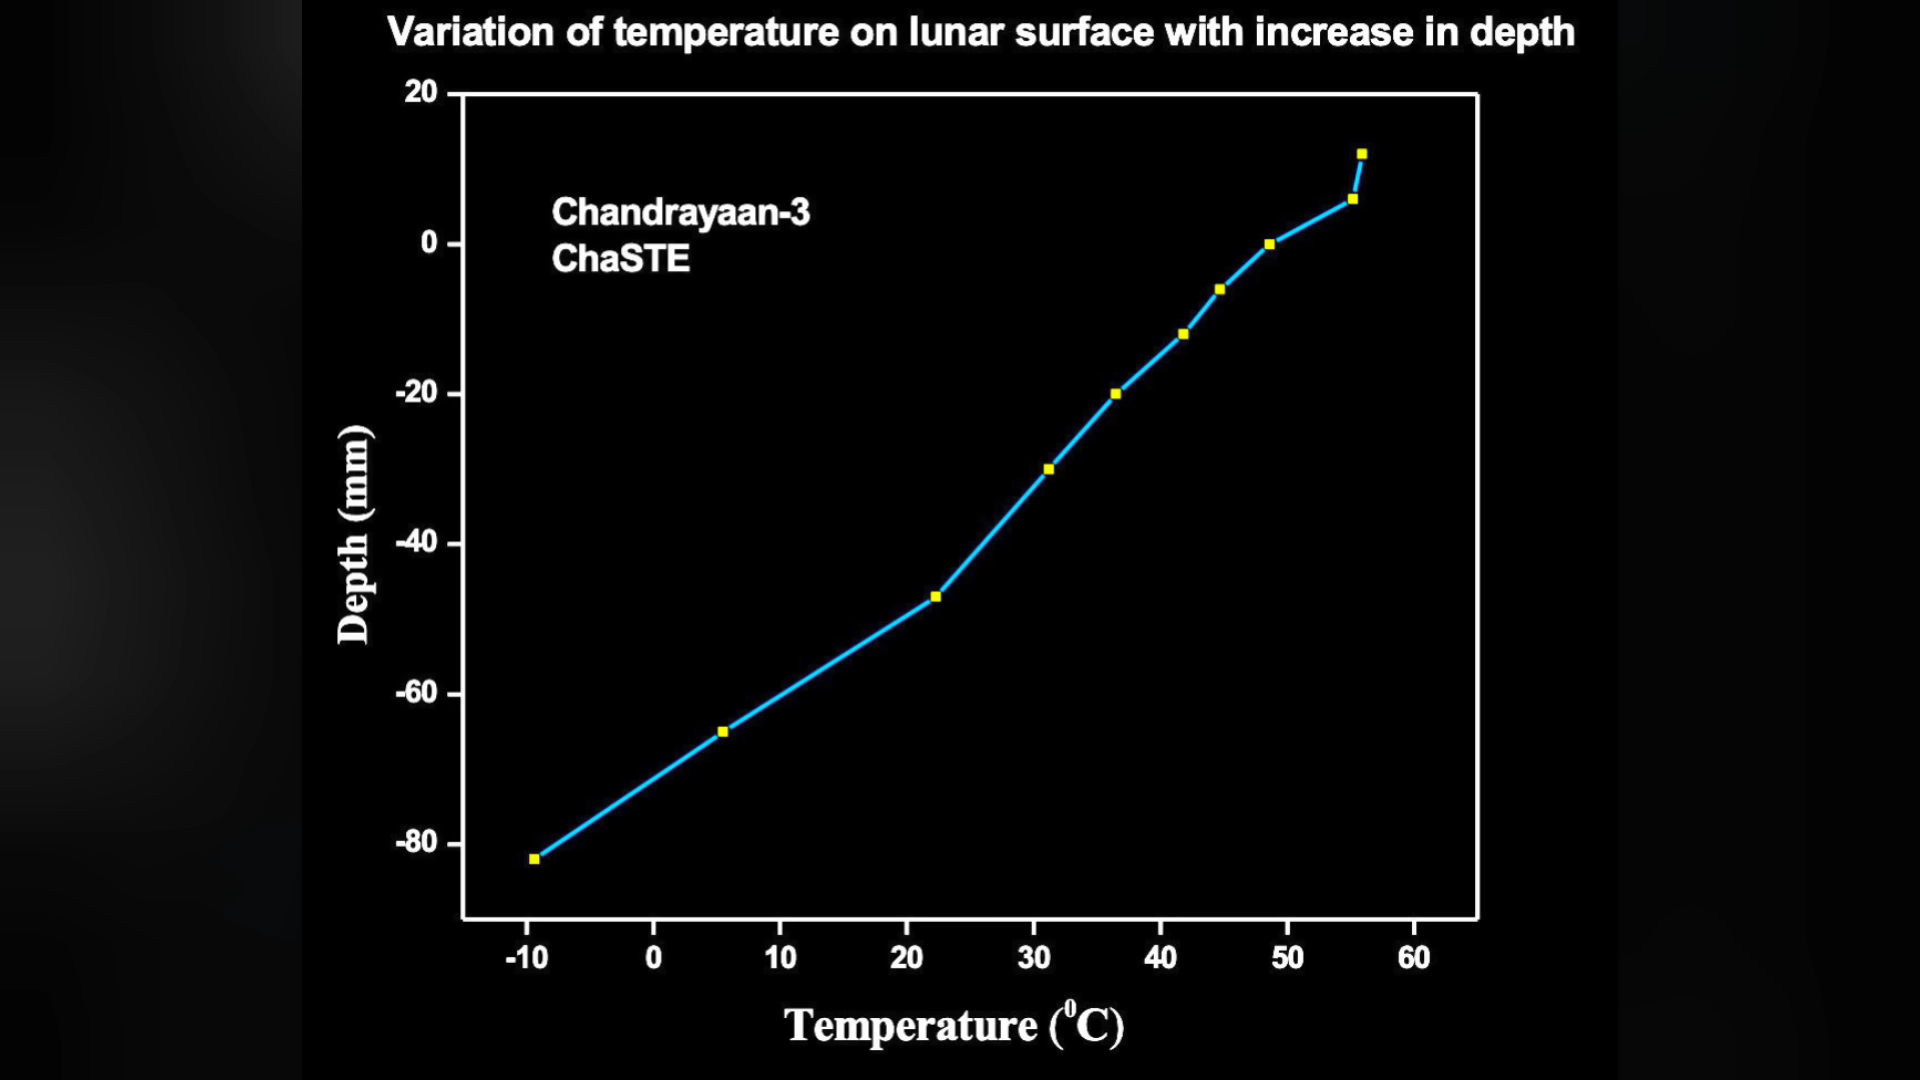 Variation of temperature on lunar surface with increase in depth
20
Chandrayaan-3
ChaSTE
0
-20
-40
-60
-80
Depth (mm)
-10 0 10 20 30 40 50 60
Temperature (⁰C)